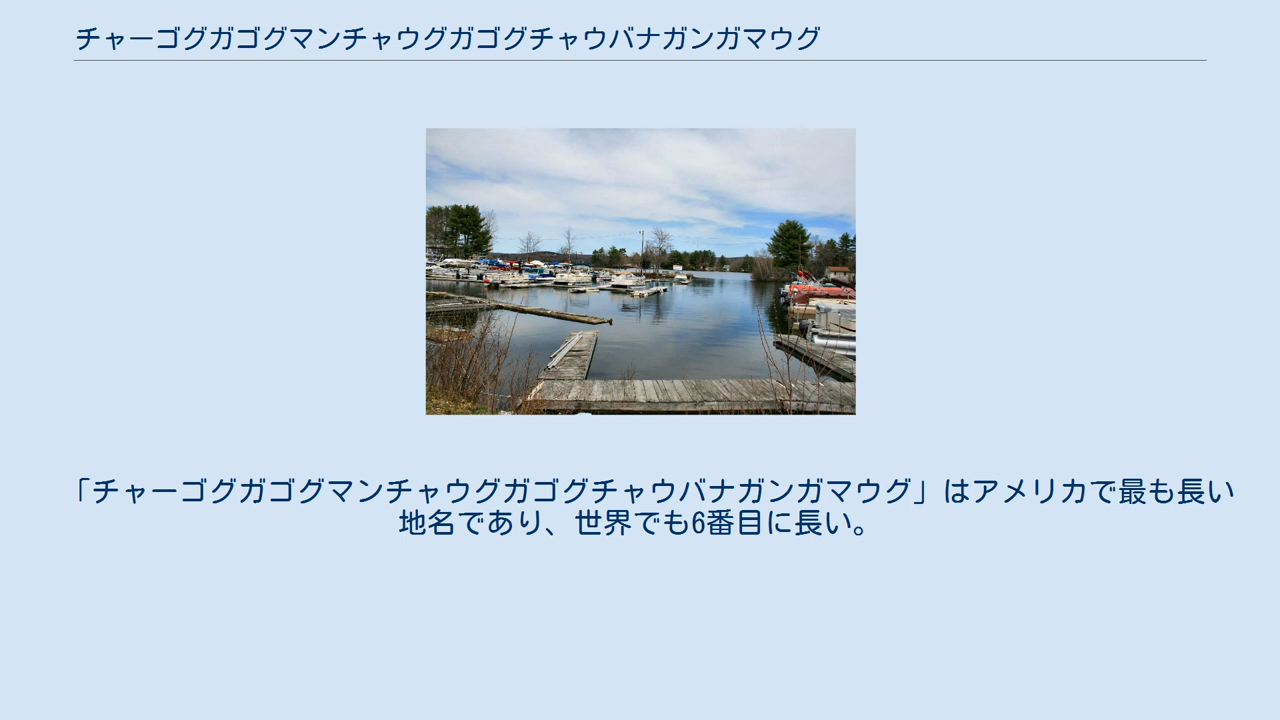 チャーゴグガゴグマンチャウグガゴグチャウバナガンガマウグ
「チャーゴグガゴグマンチャウグガゴグチャウバナガンガマウグ」はアメリカで最も長い
地名であり、世界でも6番目に長い。